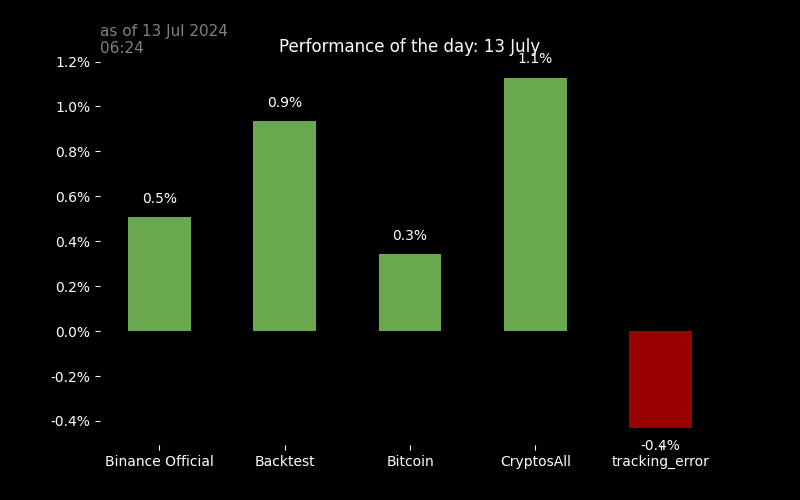 as of 13 Jul 2024
06:24
Performance of the day: 13 July
1.2%
1.0%
0.8%
0.6%
0.4%
0.2%
0.0%
-0.2%
-0.4%
0.5%
0.9%
0.3%
1.1%
-0.4%
Binance Official
Backtest
Bitcoin
CryptosAll
tracking_error